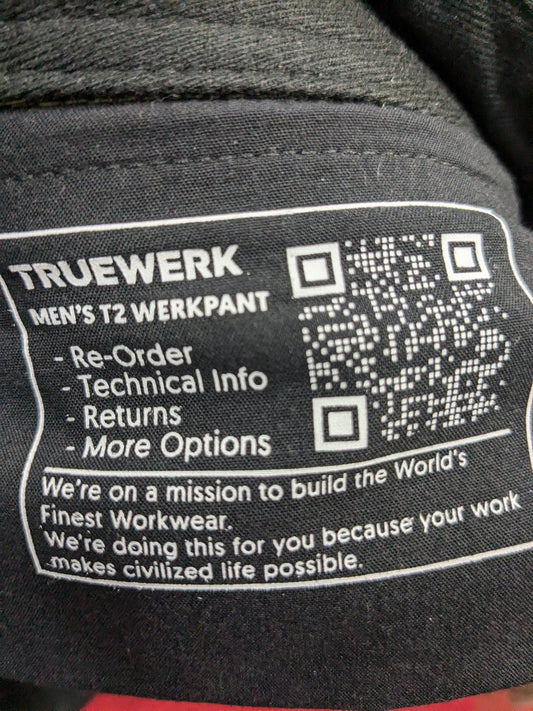 TRUEWERK
MEN'S T2 WERKPANT
- Re-Order
- Technical Info
- Returns
- More Options
We're on a mission to build the World's
Finest Workwear.
We're doing this for you because your work
makes civilized life possible.